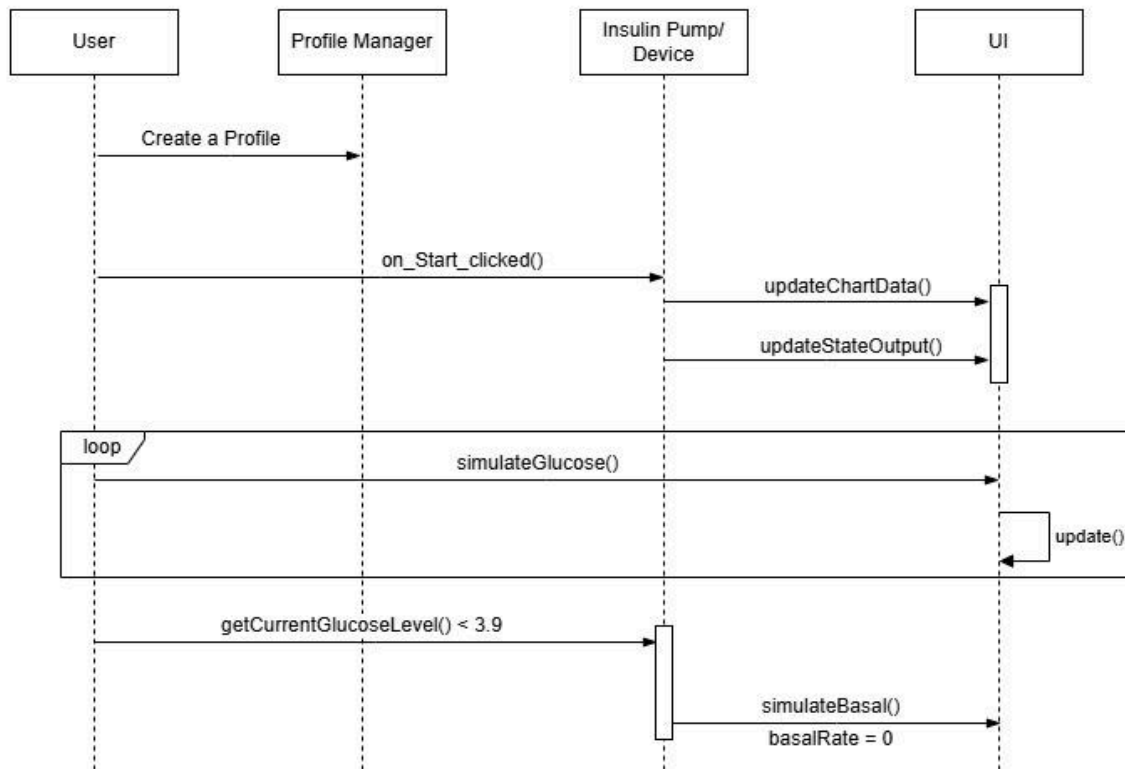 User
Profile Manager
Insulin Pump/
Device
UI
Create a Profile
on_Start_clicked()
updateChartData()
updateStateOutput()
loop
simulateGlucose()
update()
getCurrentGlucoseLevel() < 3.9
simulateBasal()
basalRate = 0